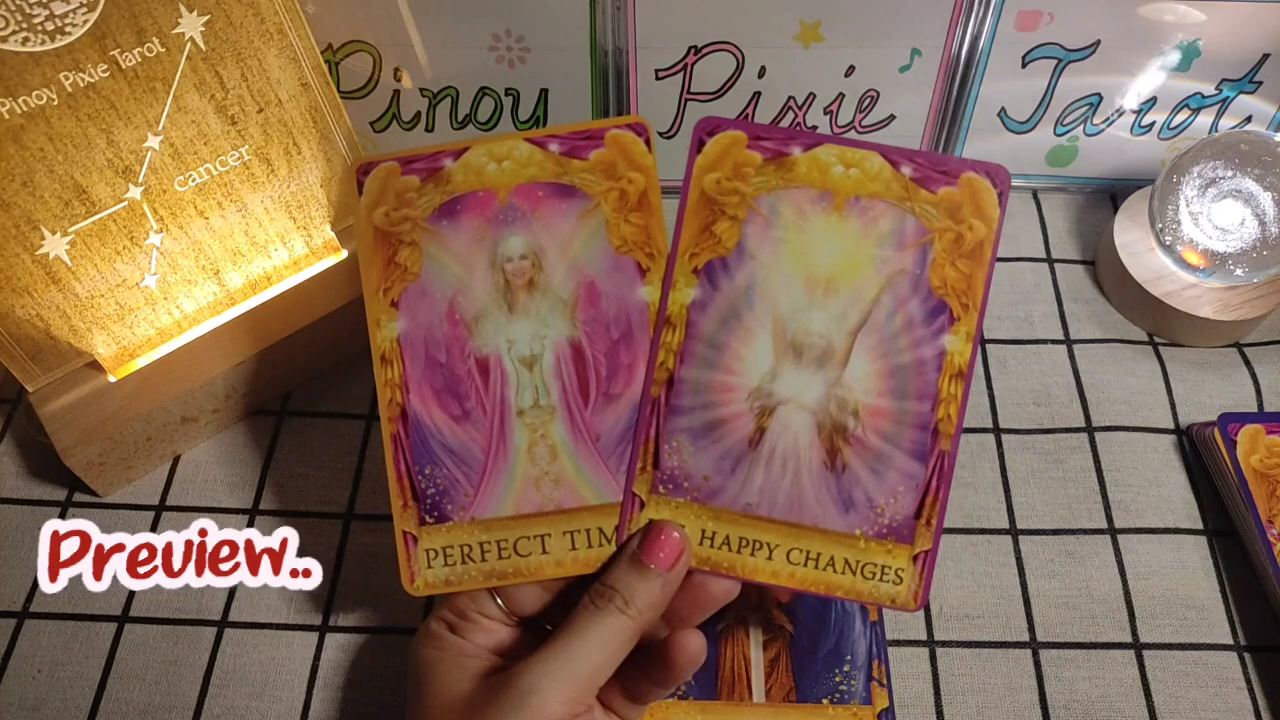 Pinoy Pixie Tarot
cancer
Pinoy
Pixie
Tarot
PERFECT TIM
HAPPY CHANGES
Preview..